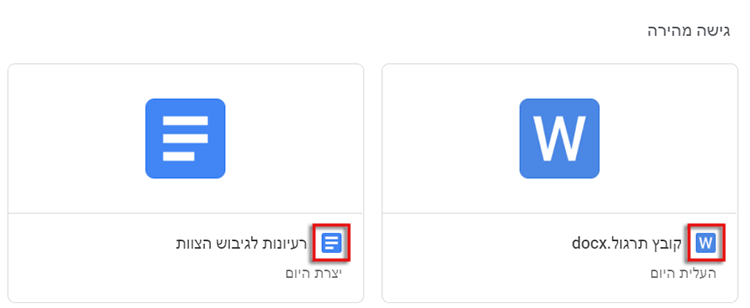 גישה מהירה
W
W קובץ תרגול.docx
העלית היום
רעיונות לגיבוש הצוות
יצרת היום